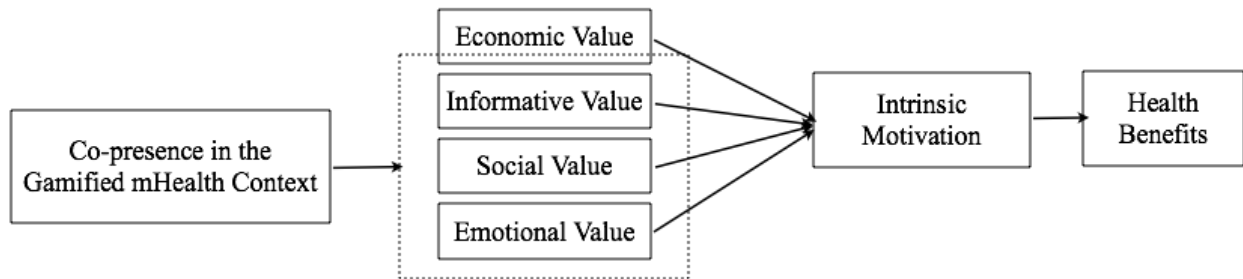 Economic Value
Informative Value
Social Value
Emotional Value
Co-presence in the
Gamified mHealth Context
Intrinsic
Motivation
Health
Benefits